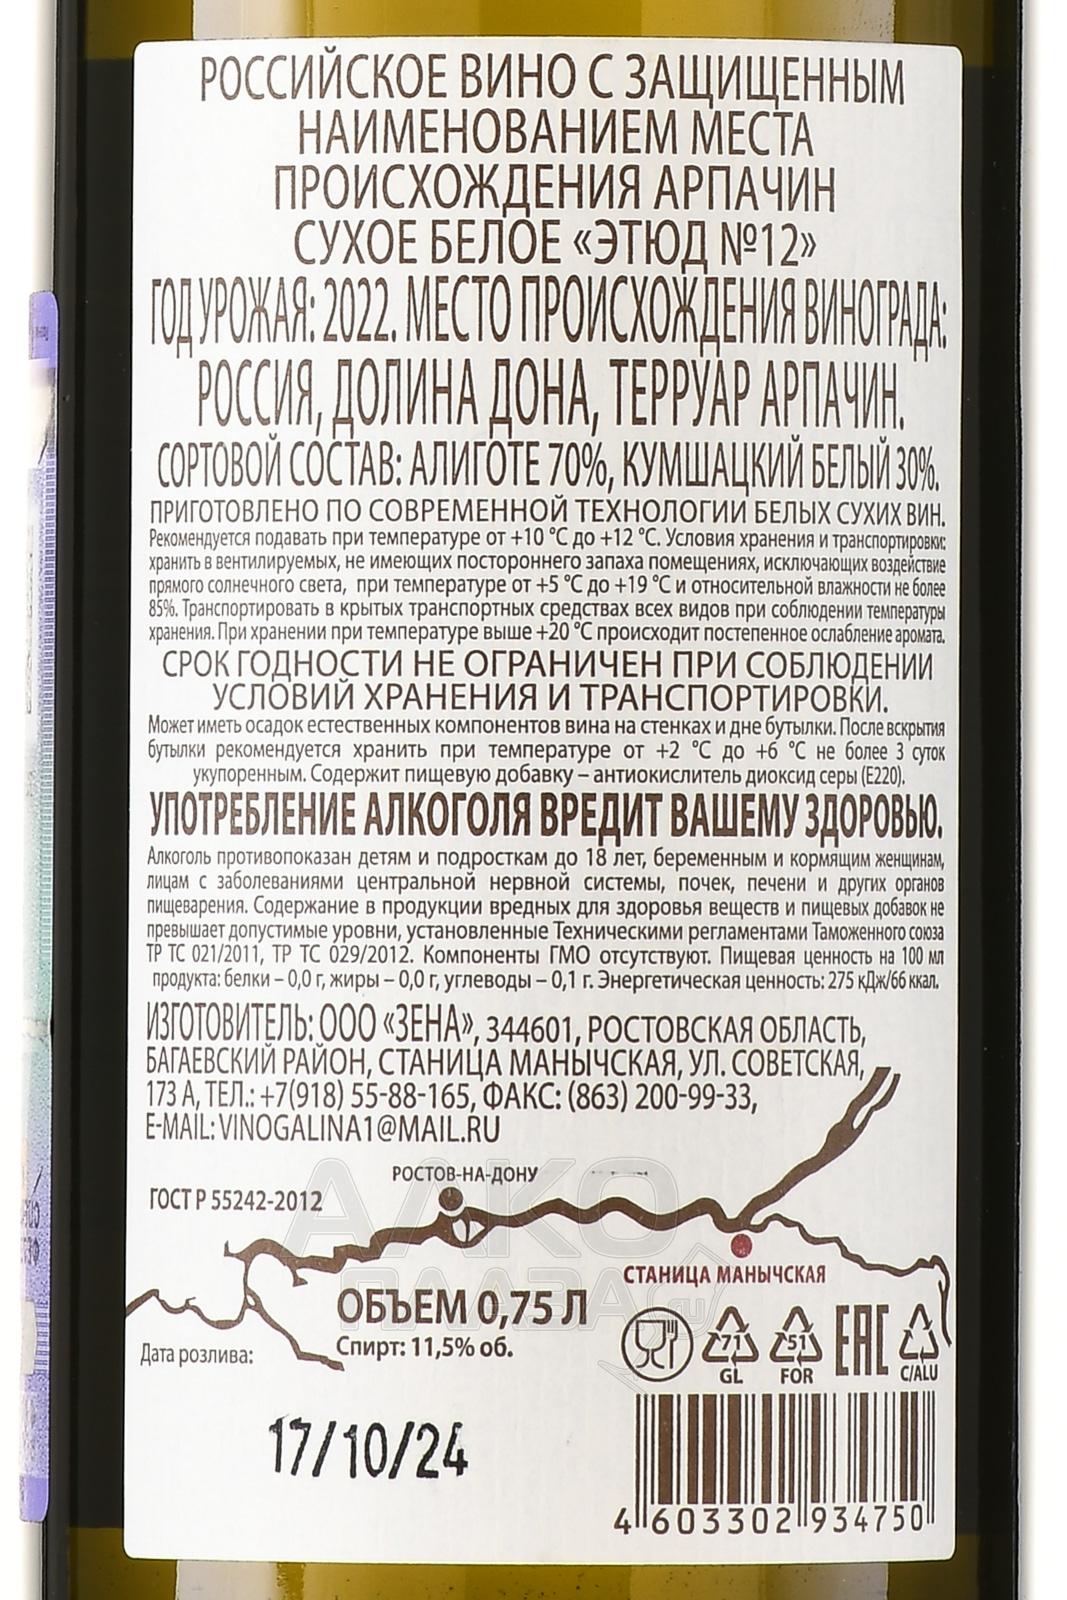 РОССИЙСКОЕ ВИНО С ЗАЩИЩЕННЫМ
НАИМЕНОВАНИЕМ МЕСТА
ПРОИСХОЖДЕНИЯ АРПАЧИН
СУХОЕ БЕЛОЕ «ЭТЮД №12»
ГОД УРОЖАЯ: 2022. МЕСТО ПРОИСХОЖДЕНИЯ ВИНОГРАДА:
РОССИЯ, ДОЛИНА ДОНА, ТЕРРУАР АРПАЧИН.
СОРТОВОЙ СОСТАВ: АЛИГОТЕ 70%, КУМШАЦКИЙ БЕЛЫЙ 30%.
ПРИГОТОВЛЕНО ПО СОВРЕМЕННОЙ ТЕХНОЛОГИИ БЕЛЫХ СУХИХ ВИН.
Рекомендуется подавать при температуре от +10 °С до +12 °С. Условия хранения и транспортировки:
хранить в вентилируемых, не имеющих постороннего запаха помещениях, исключающих воздействие
прямого солнечного света, при температуре от +5 °С до +19 °С и относительной влажности не более
85%. Транспортировать в крытых транспортных средствах всех видов при соблюдении температуры
хранения. При хранении при температуре выше +20 °С происходит постепенное ослабление аромата.
СРОК ГОДНОСТИ НЕ ОГРАНИЧЕН ПРИ СОБЛЮДЕНИИ
УСЛОВИЙ ХРАНЕНИЯ И ТРАНСПОРТИРОВКИ.
Может иметь осадок естественных компонентов вина на стенках и дне бутылки. После вскрытия
бутылки рекомендуется хранить при температуре от +2 °С до +6 °С не более 3 суток
укупоренным. Содержит пищевую добавку – антиокислитель диоксид серы (Е220).
УПОТРЕБЛЕНИЕ АЛКОГОЛЯ ВРЕДИТ ВАШЕМУ ЗДОРОВЬЮ.
Алкоголь противопоказан детям и подросткам до 18 лет, беременным и кормящим женщинам,
лицам с заболеваниями центральной нервной системы, почек, печени и других органов
пищеварения. Содержание в продукции вредных для здоровья веществ и пищевых добавок не
превышает допустимые уровни, установленные Техническими регламентами Таможенного союза
ТР ТС 021/2011, ТР ТС 029/2012. Компоненты ГМО отсутствуют. Пищевая ценность на 100 мл
продукта: белки – 0,0 г, жиры – 0,0 г, углеводы – 0,1 г. Энергетическая ценность: 275 кДж/66 ккал.
ИЗГОТОВИТЕЛЬ: ООО «ЗЕНА», 344601, РОСТОВСКАЯ ОБЛАСТЬ,
БАГАЕВСКИЙ РАЙОН, СТАНИЦА МАНЫЧСКАЯ, УЛ. СОВЕТСКАЯ,
173 А, ТЕЛ.: +7(918) 55-88-165, ФАКС: (863) 200-99-33,
E-MAIL: VINOGALINA1@MAIL.RU
РОСТОВ-НА-ДОНУ
ГОСТ Р 55242-2012
АЛКО
ПЛАЗА
.ru
СТАНИЦА МАНЫЧСКАЯ
ОБЪЕМ 0,75 Л
Спирт: 11,5% об.
Дата розлива:
71
GL
51
FOR
EAC
C/ALU
17/10/24
4 603302 934750